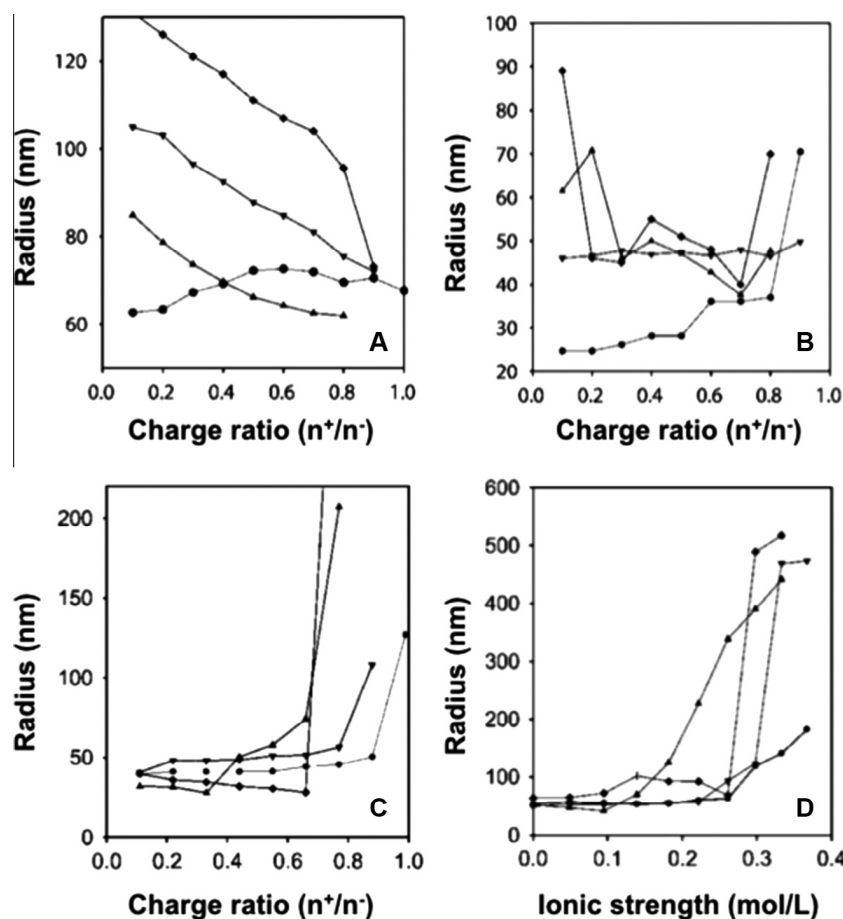 120
100
80
60
Radius (nm)
A
0.0 0.2 0.4 0.6 0.8 1.0
Charge ratio (n⁺/n⁻)
100
90
80
70
60
50
40
30
20
Radius (nm)
B
0.0 0.2 0.4 0.6 0.8 1.0
Charge ratio (n⁺/n⁻)
200
150
100
50
0
Radius (nm)
C
0.0 0.2 0.4 0.6 0.8 1.0
Charge ratio (n⁺/n⁻)
600
500
400
300
200
100
0
Radius (nm)
D
0.0 0.1 0.2 0.3 0.4
Ionic strength (mol/L)